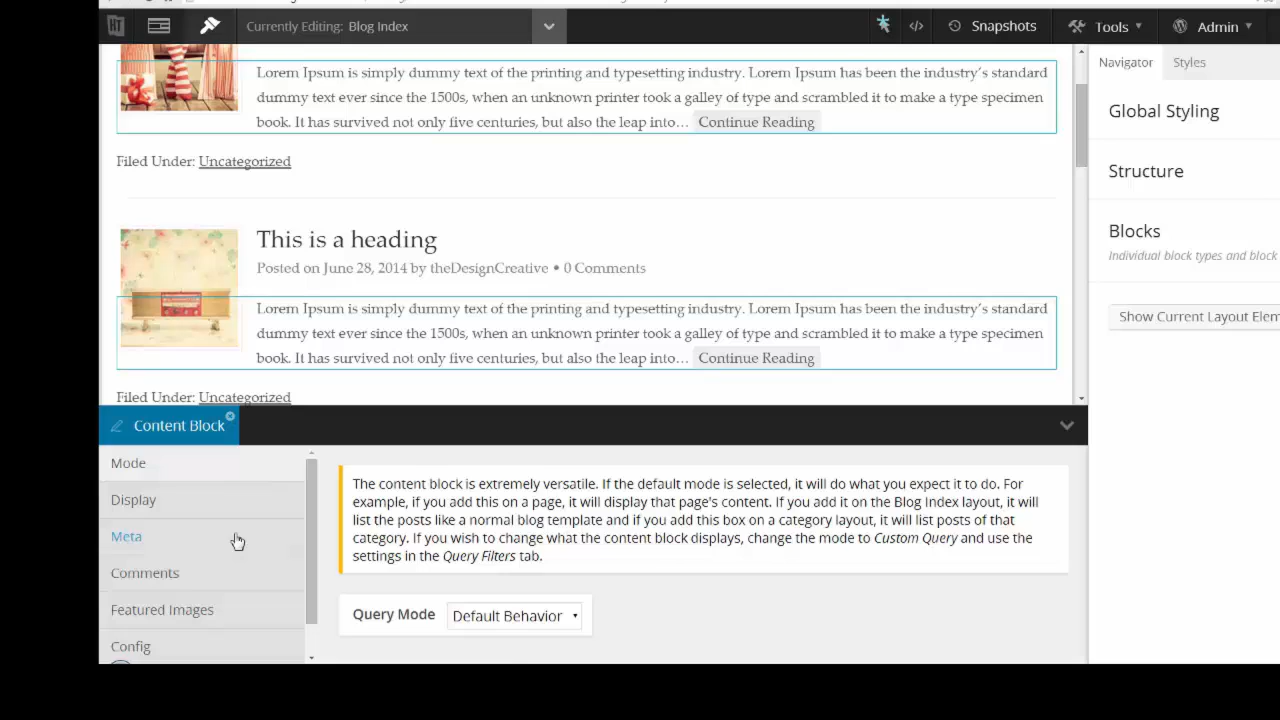 HT
Currently Editing: Blog Index
</>
Snapshots
Tools
Admin
Lorem Ipsum is simply dummy text of the printing and typesetting industry. Lorem Ipsum has been the industry’s standard
dummy text ever since the 1500s, when an unknown printer took a galley of type and scrambled it to make a type specimen
book. It has survived not only five centuries, but also the leap into… Continue Reading
Filed Under: Uncategorized
This is a heading
Posted on June 28, 2014 by theDesignCreative • 0 Comments
Lorem Ipsum is simply dummy text of the printing and typesetting industry. Lorem Ipsum has been the industry’s standard
dummy text ever since the 1500s, when an unknown printer took a galley of type and scrambled it to make a type specimen
book. It has survived not only five centuries, but also the leap into… Continue Reading
Filed Under: Uncategorized
Navigator
Styles
Global Styling
Structure
Blocks
Individual block types and block
Show Current Layout Elem
Content Block
Mode
Display
Meta
Comments
Featured Images
Config
The content block is extremely versatile. If the default mode is selected, it will do what you expect it to do. For
example, if you add this on a page, it will display that page's content. If you add it on the Blog Index layout, it will
list the posts like a normal blog template and if you add this box on a category layout, it will list posts of that
category. If you wish to change what the content block displays, change the mode to Custom Query and use the
settings in the Query Filters tab.
Query Mode
Default Behavior